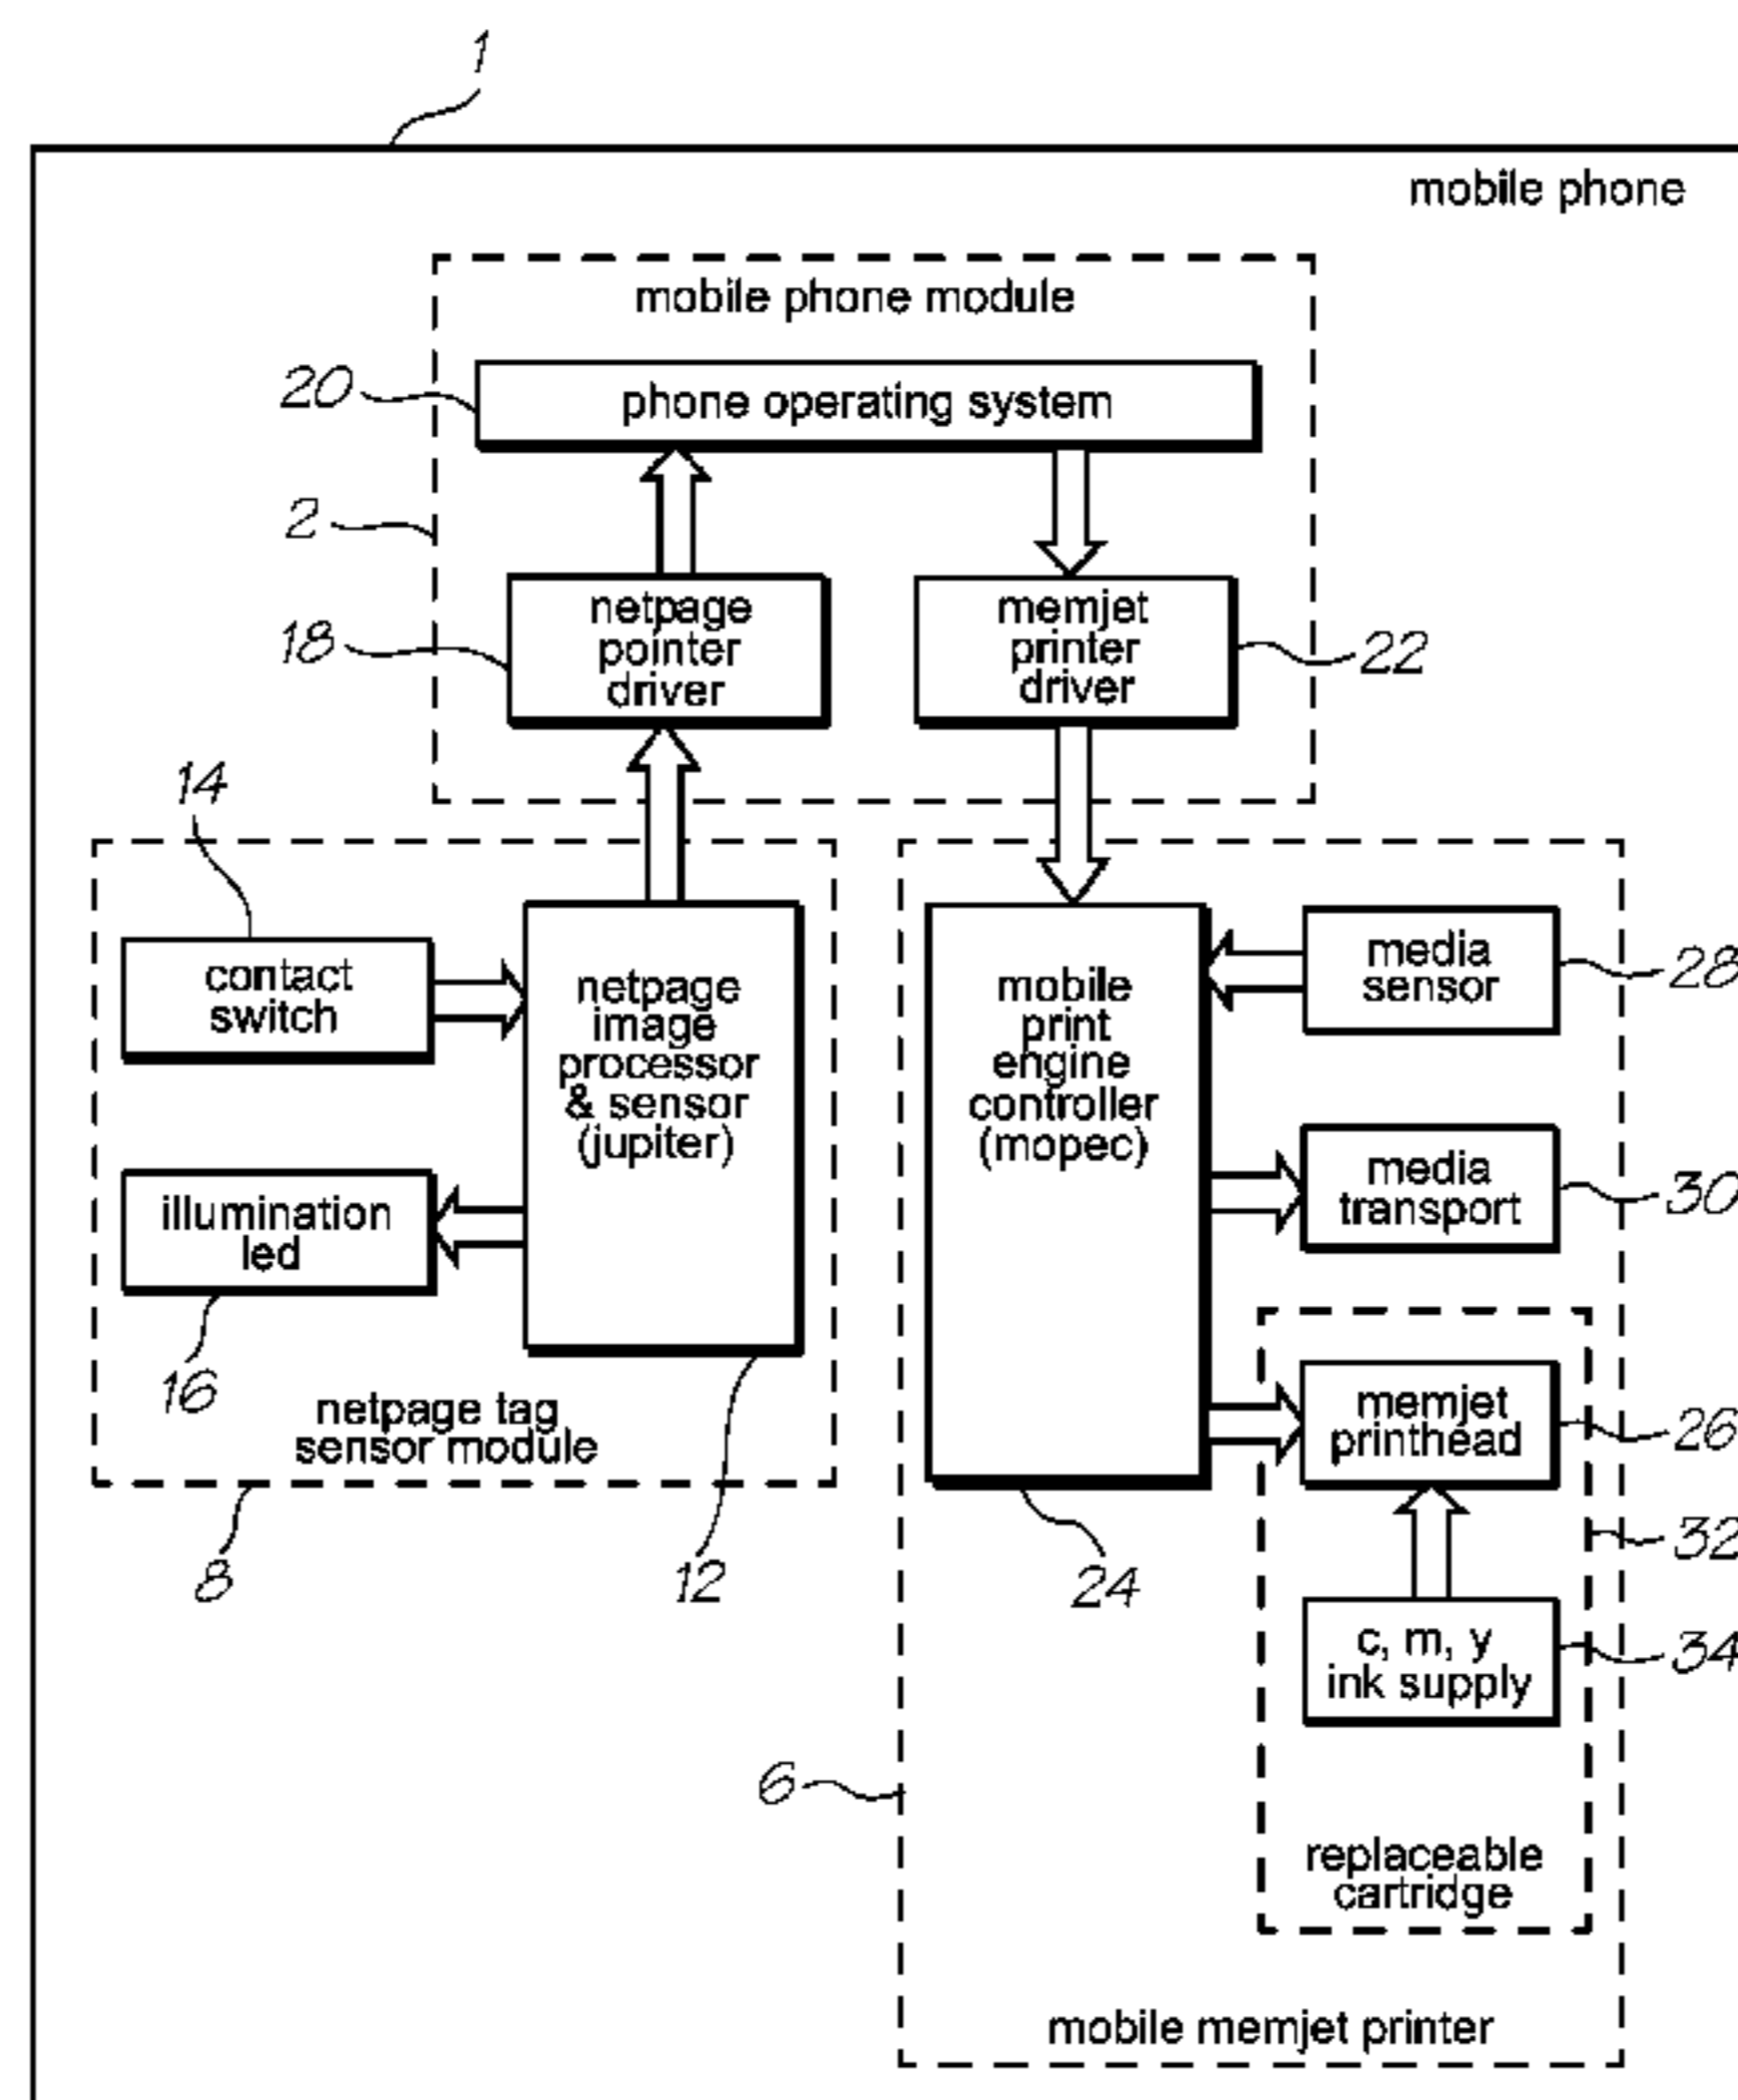 1
mobile phone
mobile phone module
20
phone operating system
2
18
netpage
pointer
driver
memjet
printer
driver
22
14
contact
switch
netpage
image
processor
& sensor
(jupiter)
illumination
led
16
netpage tag
sensor module
8
12
mobile
print
engine
controller
(mopec)
media
sensor
28
media
transport
30
memjet
printhead
26
32
24
c, m, y
ink supply
34
6
replaceable
cartridge
mobile memjet printer